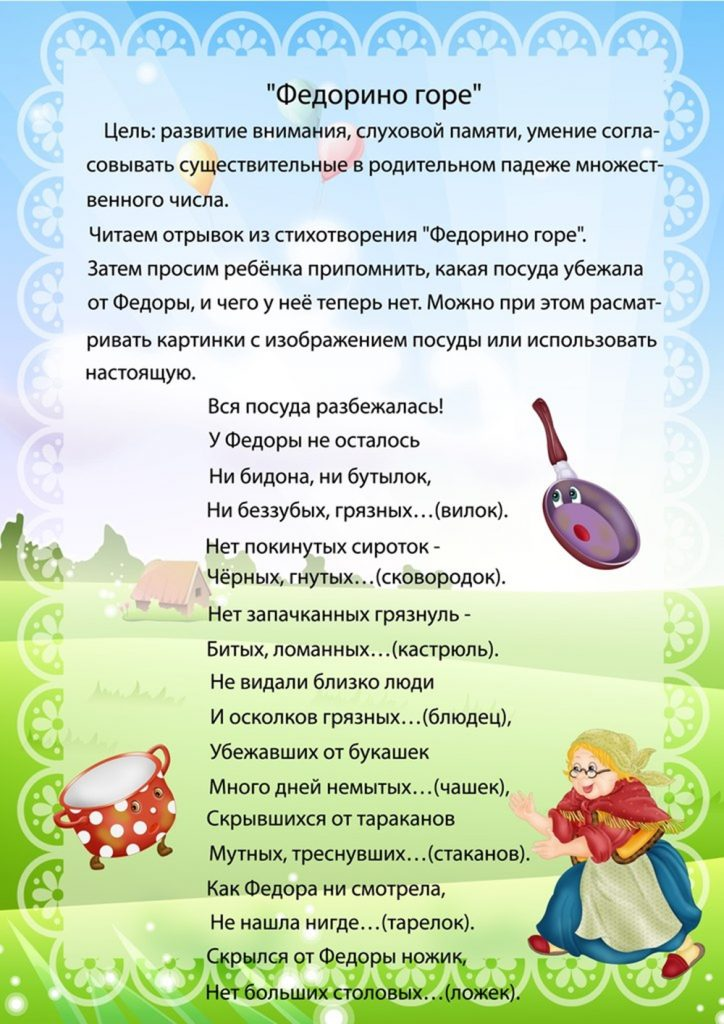 "Федорино горе"
Цель: развитие внимания, слуховой памяти, умение согла-
совывать существительные в родительном падеже множест-
венного числа.
Читаем отрывок из стихотворения "Федорино горе".
Затем просим ребёнка припомнить, какая посуда убежала
от Федоры, и чего у неё теперь нет. Можно при этом расмат-
ривать картинки с изображением посуды или использовать
настоящую.
Вся посуда разбежалась!
У Федоры не осталось
Ни бидона, ни бутылок,
Ни беззубых, грязных...(вилок).
Нет покинутых сироток -
Чёрных, гнутых...(сковородок).
Нет запачканных грязнуль -
Битых, ломанных...(кастрюль).
Не видали близко люди
И осколков грязных...(блюдец),
Убежавших от букашек
Много дней немытых...(чашек),
Скрывшихся от тараканов
Мутных, треснувших...(стаканов).
Как Федора ни смотрела,
Не нашла нигде...(тарелок).
Скрылся от Федоры ножик,
Нет больших столовых...(ложек).